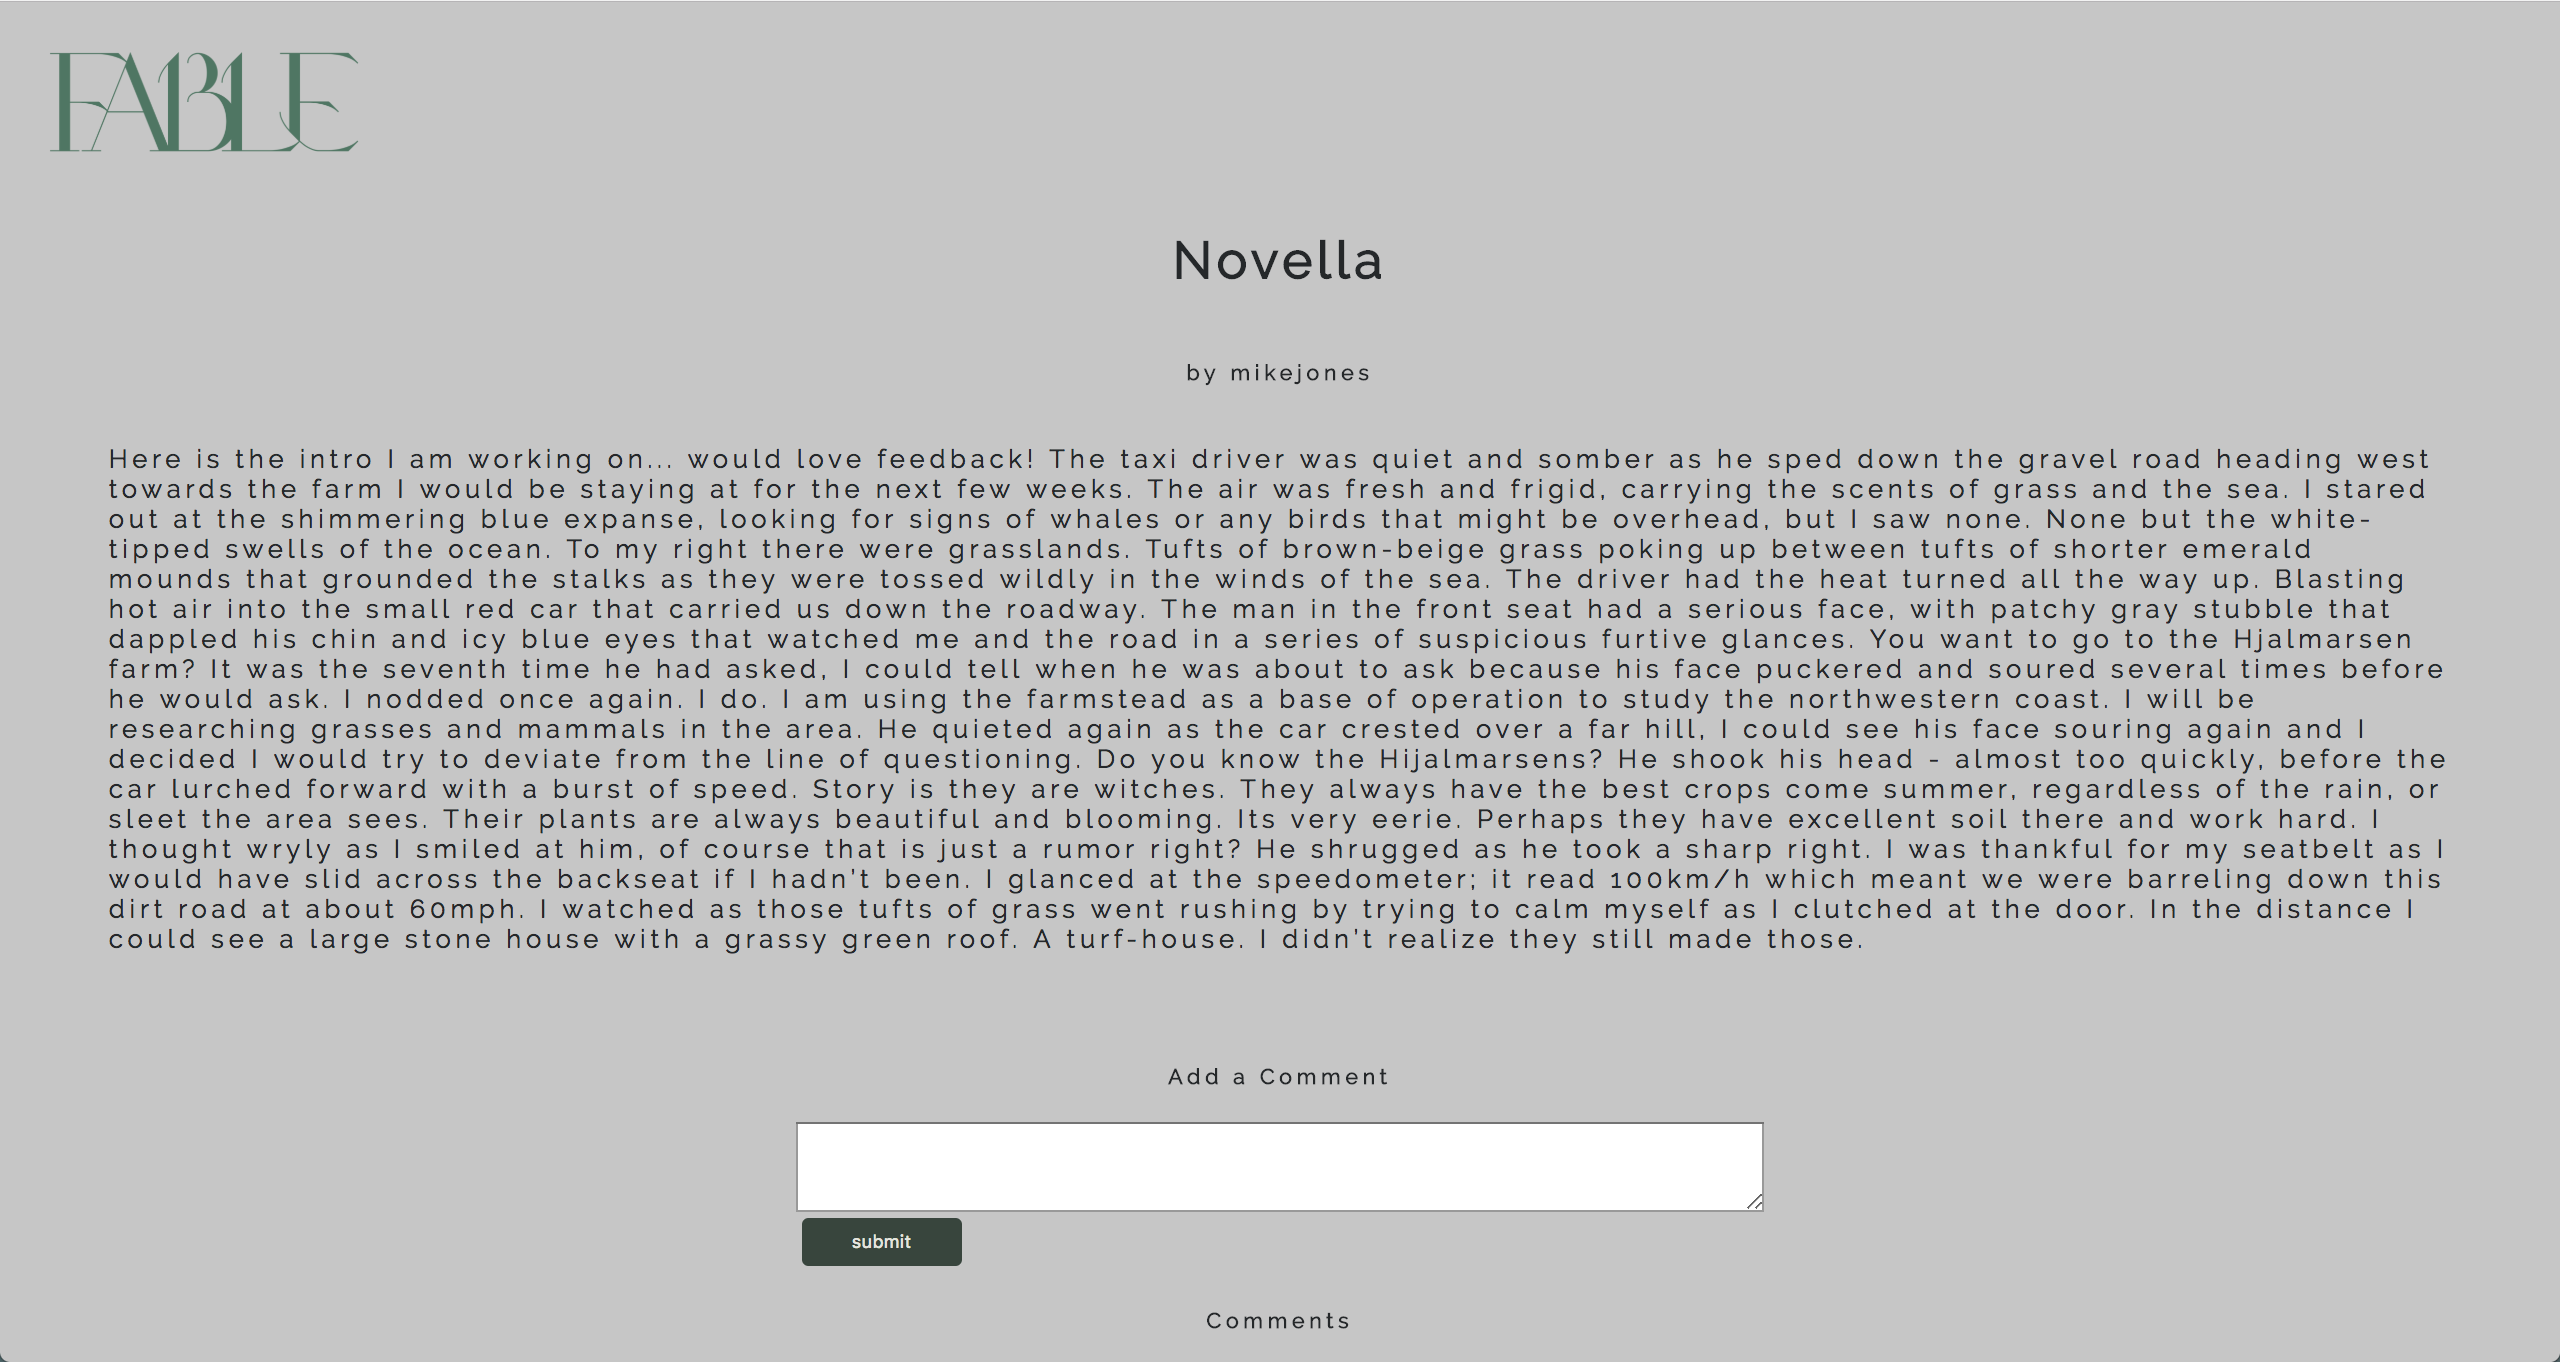 FABLE
Novella
by mikejones
Here is the intro I am working on... would love feedback! The taxi driver was quiet and somber as he sped down the gravel road heading west
towards the farm I would be staying at for the next few weeks. The air was fresh and frigid, carrying the scents of grass and the sea. I stared
out at the shimmering blue expanse, looking for signs of whales or any birds that might be overhead, but I saw none. None but the white-
tipped swells of the ocean. To my right there were grasslands. Tufts of brown-beige grass poking up between tufts of shorter emerald
mounds that grounded the stalks as they were tossed wildly in the winds of the sea. The driver had the heat turned all the way up. Blasting
hot air into the small red car that carried us down the roadway. The man in the front seat had a serious face, with patchy gray stubble that
dappled his chin and icy blue eyes that watched me and the road in a series of suspicious furtive glances. You want to go to the Hjalmarsen
farm? It was the seventh time he had asked, I could tell when he was about to ask because his face puckered and soured several times before
he would ask. I nodded once again. I do. I am using the farmstead as a base of operation to study the northwestern coast. I will be
researching grasses and mammals in the area. He quieted again as the car crested over a far hill, I could see his face souring again and I
decided I would try to deviate from the line of questioning. Do you know the Hijalmarsens? He shook his head - almost too quickly, before the
car lurched forward with a burst of speed. Story is they are witches. They always have the best crops come summer, regardless of the rain, or
sleet the area sees. Their plants are always beautiful and blooming. Its very eerie. Perhaps they have excellent soil there and work hard. I
thought wryly as I smiled at him, of course that is just a rumor right? He shrugged as he took a sharp right. I was thankful for my seatbelt as I
would have slid across the backseat if I hadn't been. I glanced at the speedometer; it read 100km/h which meant we were barreling down this
dirt road at about 60mph. I watched as those tufts of grass went rushing by trying to calm myself as I clutched at the door. In the distance I
could see a large stone house with a grassy green roof. A turf-house. I didn't realize they still made those.
Add a Comment
submit
Comments